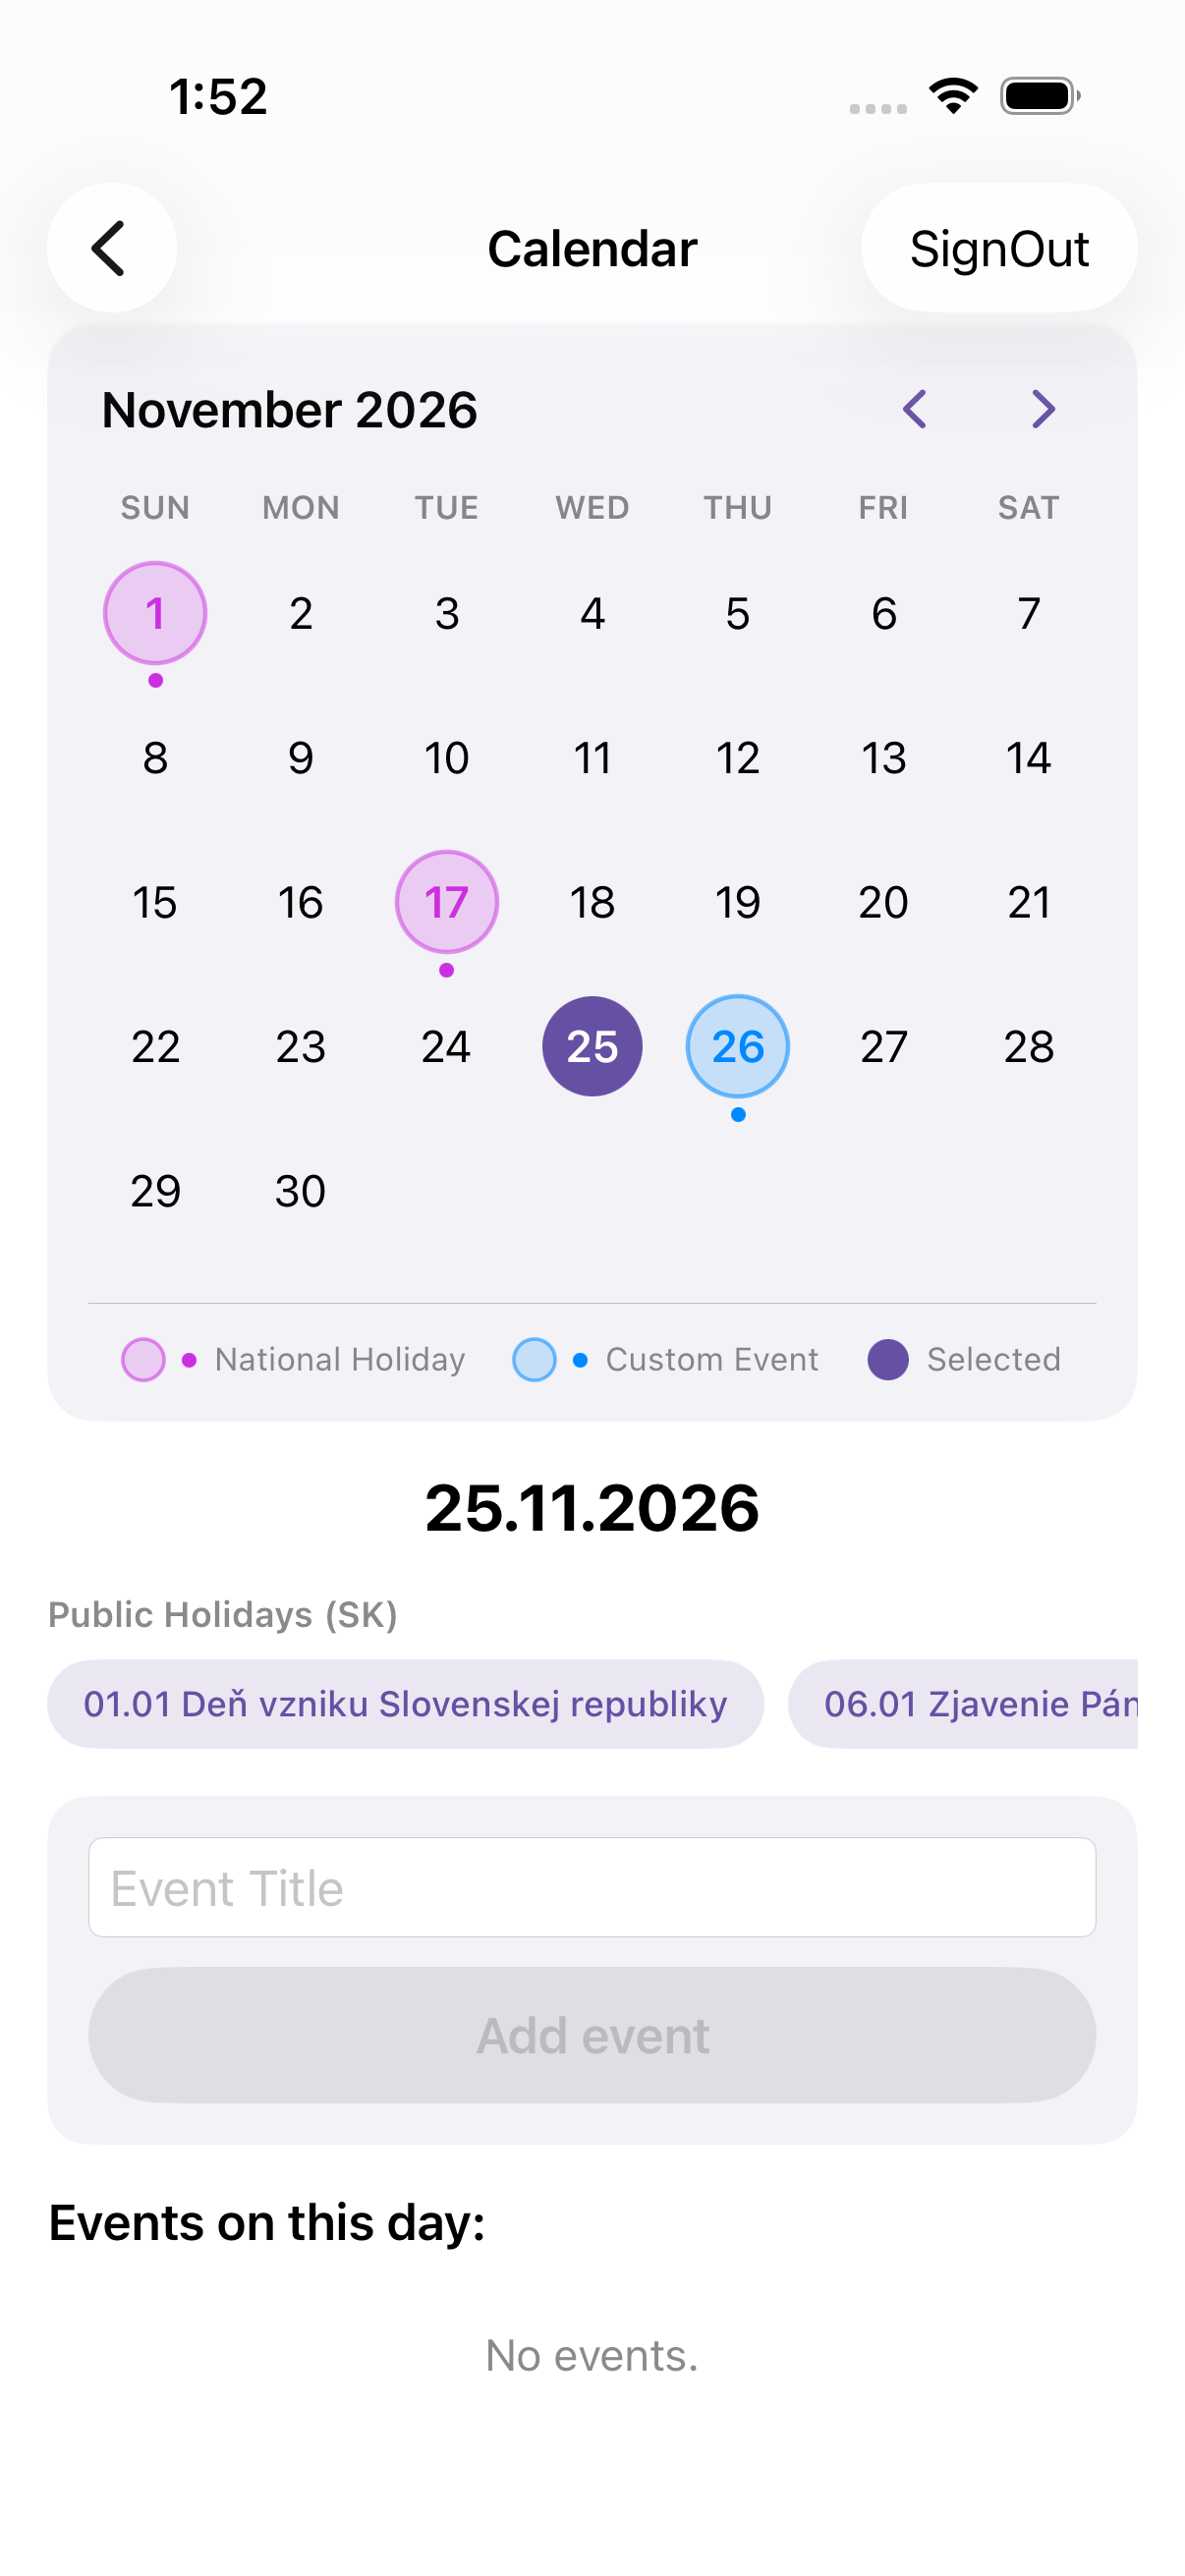 1:52
Calendar
SignOut
November 2026
SUN MON TUE WED THU FRI SAT
1 2 3 4 5 6 7
8 9 10 11 12 13 14
15 16 17 18 19 20 21
22 23 24 25 26 27 28
29 30
National Holiday Custom Event Selected
25.11.2026
Public Holidays (SK)
01.01 Deň vzniku Slovenskej republiky 06.01 Zjavenie Pán
Event Title
Add event
Events on this day:
No events.